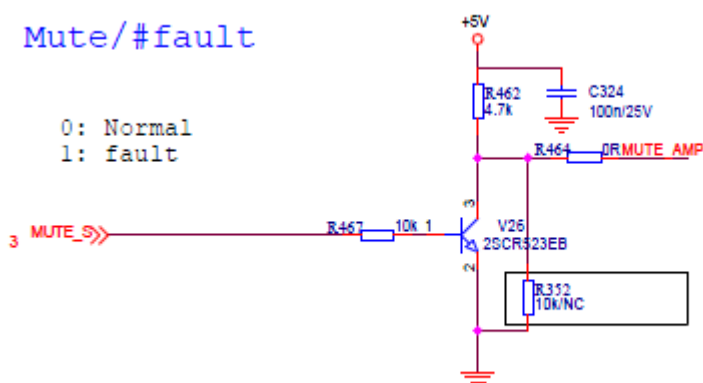 Mute/#fault
+5V
R462
4.7k
C324
100n/25V
0: Normal
1: fault
R464
0R
MUTE_AMP
3
MUTE_S
R467
10k
1
3
V26
2SCR523EB
2
R352
10k/NC